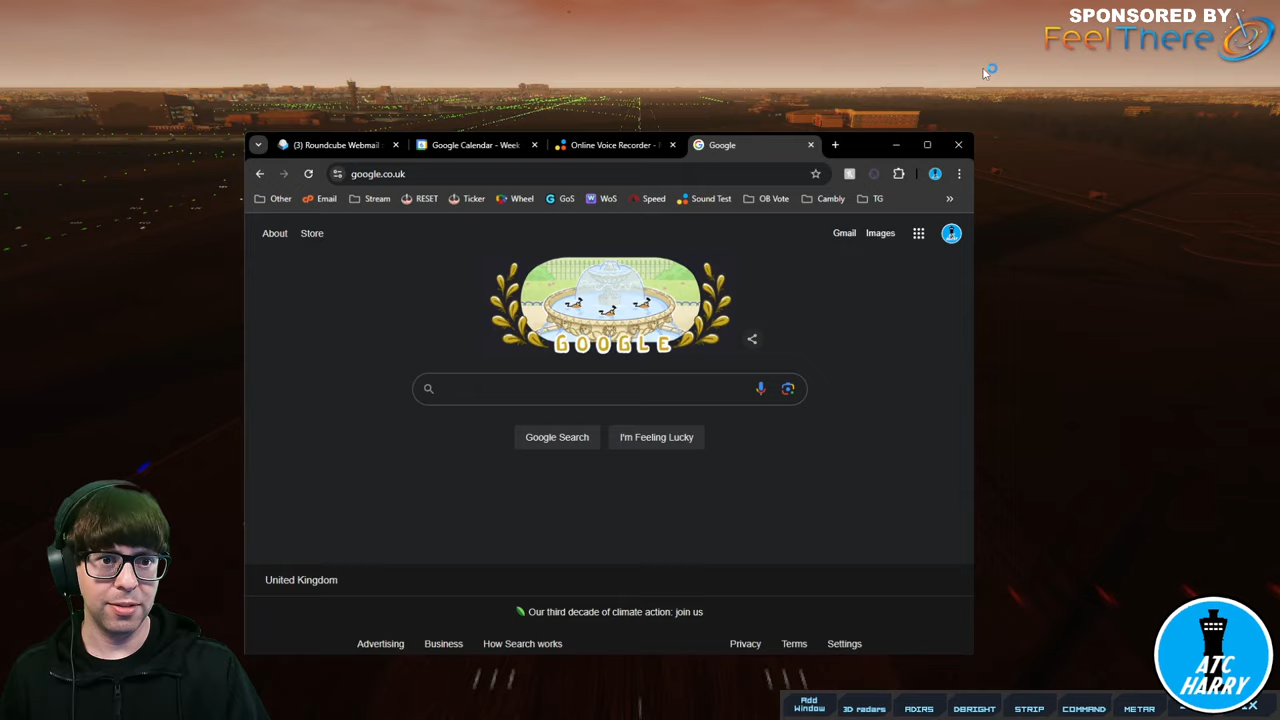 SPONSORED BY
FeelThere
(3) Roundcube Webmail
Google Calendar - Week
Online Voice Recorder -
Google
google.co.uk
Other
Email
Stream
RESET
Ticker
Wheel
GoS
WoS
Speed
Sound Test
OB Vote
Cambly
TG
»
About
Store
Gmail
Images
GOOGLE
Google Search
I'm Feeling Lucky
United Kingdom
Our third decade of climate action: join us
Advertising
Business
How Search works
Privacy
Terms
Settings
ATC
HARRY
Add
Window
3D radars
ADIRS
DBRIGHT
STRIP
COMMAND
METAR